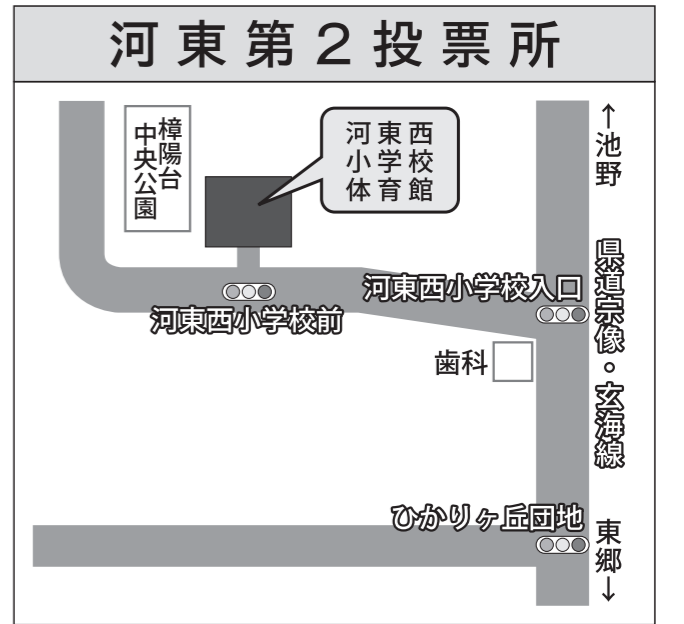 河東第２投票所
樟陽台
中央公園
河東西
小学校
体育館
↑池野
県道宗像。玄海線
河東西小学校入口
河東西小学校前
歯科
ひかりヶ丘団地
東郷↓